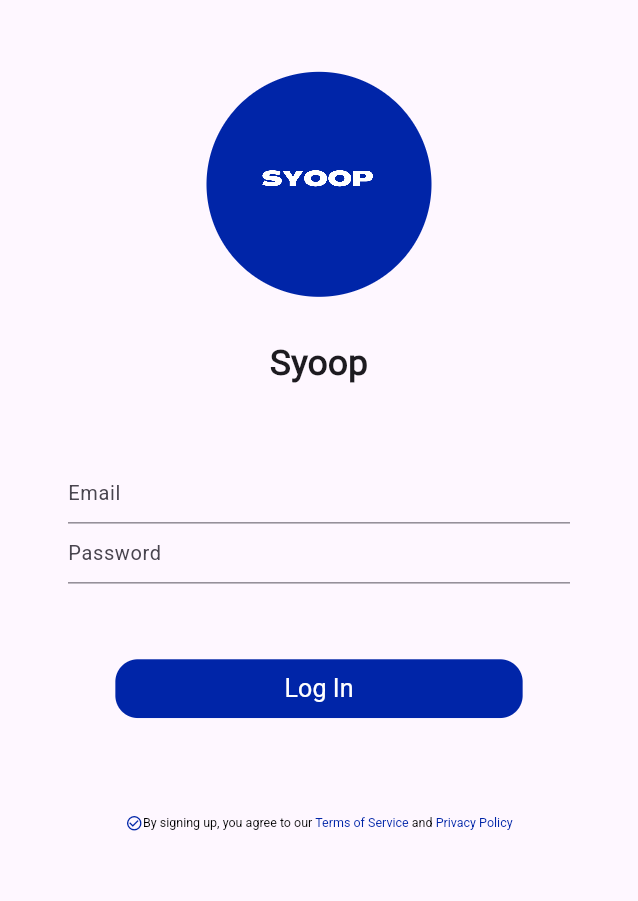 SYOOP
Syoop
Email
Password
Log In
By signing up, you agree to our Terms of Service and Privacy Policy